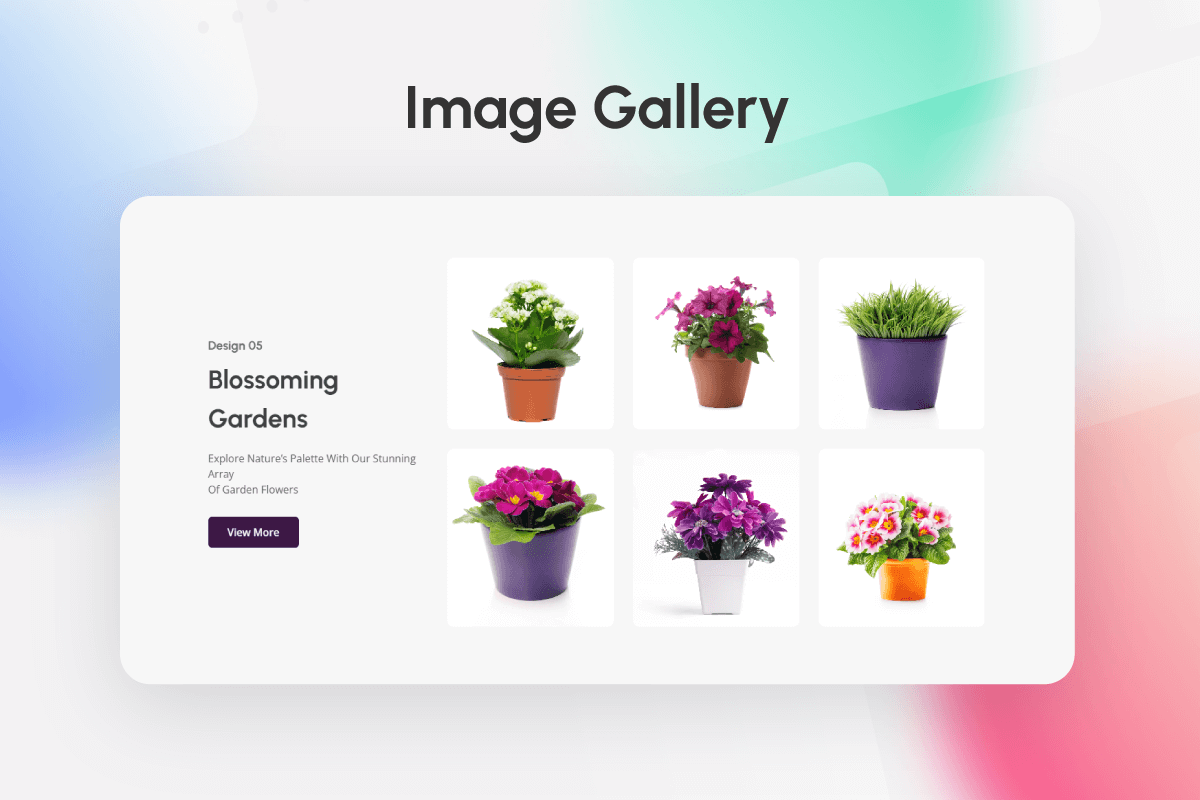 Image Gallery
Design 05
Blossoming
Gardens
Explore Nature's Palette With Our Stunning
Array
Of Garden Flowers
View More